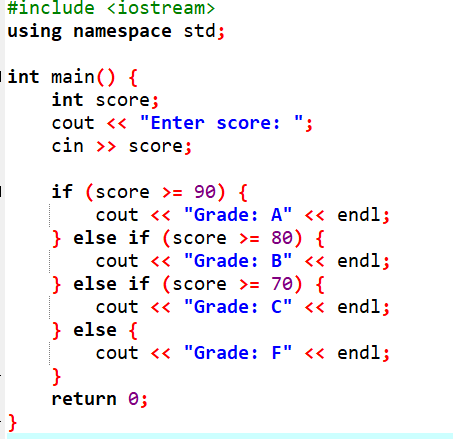 #include <iostream>
using namespace std;

int main() {
    int score;
    cout << "Enter score: ";
    cin >> score;

    if (score >= 90) {
        cout << "Grade: A" << endl;
    } else if (score >= 80) {
        cout << "Grade: B" << endl;
    } else if (score >= 70) {
        cout << "Grade: C" << endl;
    } else {
        cout << "Grade: F" << endl;
    }
    return 0;
}